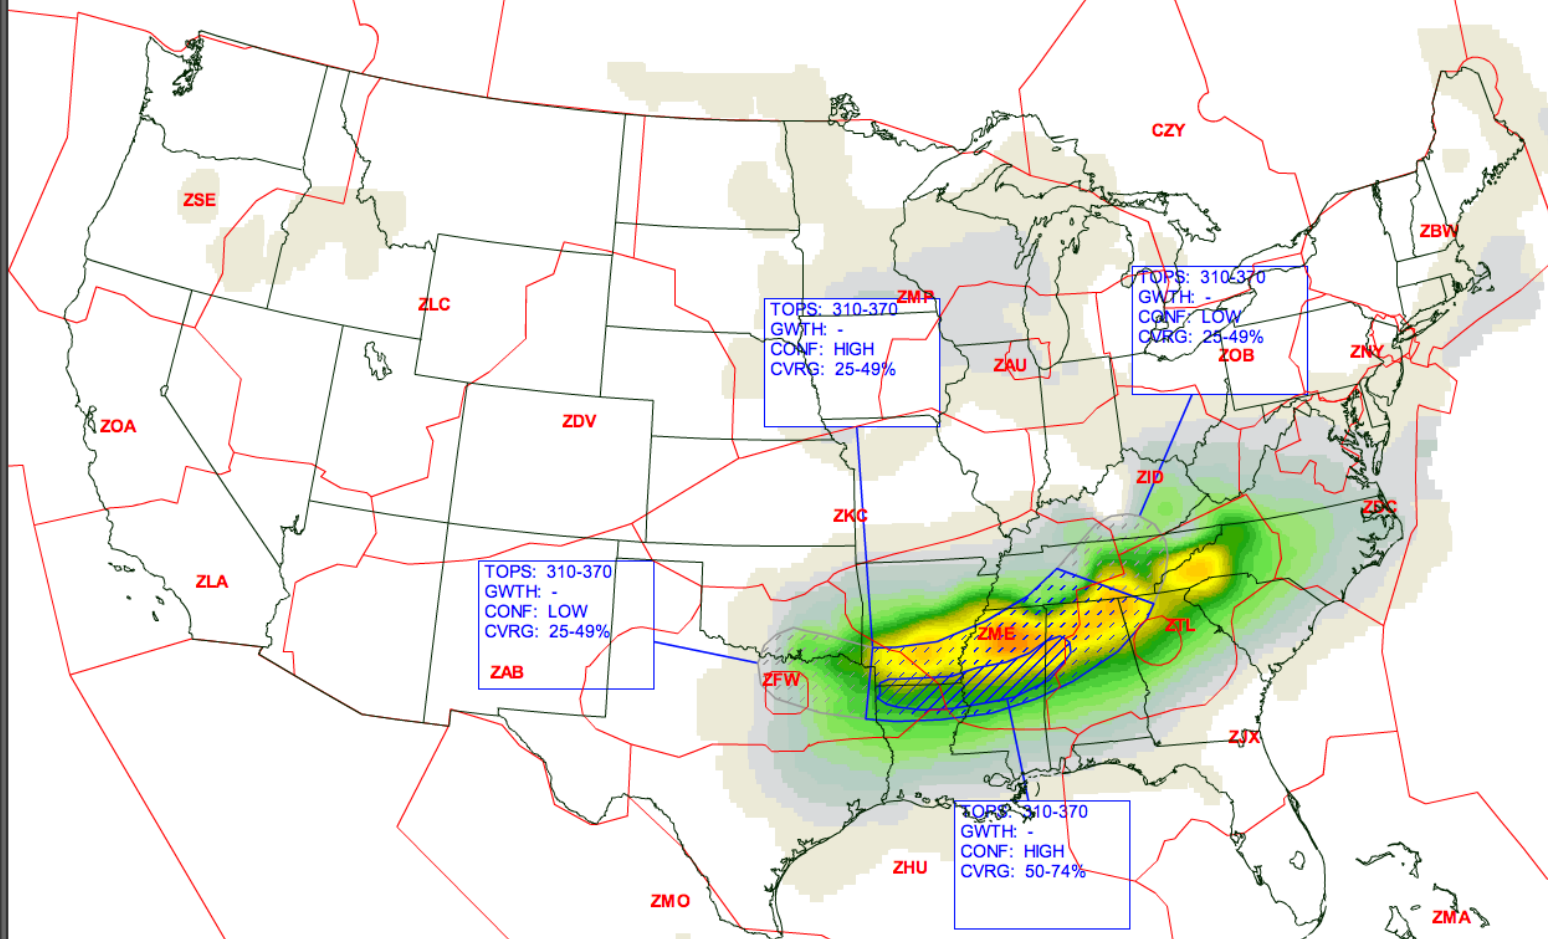 CZY
ZSE
ZBW
TOPS: 310-370
GWTH: -
CONF: LOW
CVRG: 25-49%
ZLC
ZMP
TOPS: 310-370
GWTH: -
CONF: HIGH
CVRG: 25-49%
ZOB
ZNY
ZAU
ZOA
ZDV
ZID
ZKC
ZDC
TOPS: 310-370
GWTH: -
CONF: LOW
CVRG: 25-49%
ZLA
ZME
ZTL
ZAB
ZFW
ZJX
TOPS: 310-370
GWTH: -
CONF: HIGH
CVRG: 50-74%
ZHU
ZMO
ZMA